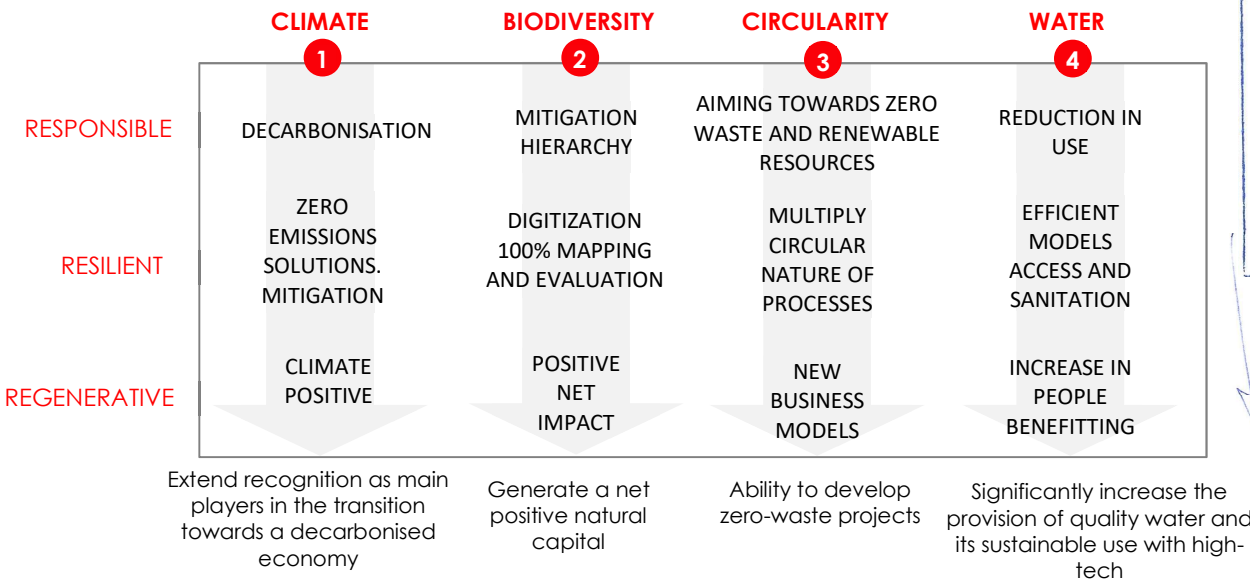 CLIMATE
BIODIVERSITY
CIRCULARITY
WATER
1
2
3
4
RESPONSIBLE
DECARBONISATION
MITIGATION
HIERARCHY
AIMING TOWARDS ZERO
WASTE AND RENEWABLE
RESOURCES
REDUCTION IN
USE
RESILIENT
ZERO
EMISSIONS
SOLUTIONS.
MITIGATION
DIGITIZATION
100% MAPPING
AND EVALUATION
MULTIPLY
CIRCULAR
NATURE OF
PROCESSES
EFFICIENT
MODELS
ACCESS AND
SANITATION
REGENERATIVE
CLIMATE
POSITIVE
POSITIVE
NET
IMPACT
NEW
BUSINESS
MODELS
INCREASE IN
PEOPLE
BENEFITTING
Extend recognition as main
players in the transition
towards a decarbonised
economy
Generate a net
positive natural
capital
Ability to develop
zero-waste projects
Significantly increase the
provision of quality water and
its sustainable use with high-
tech